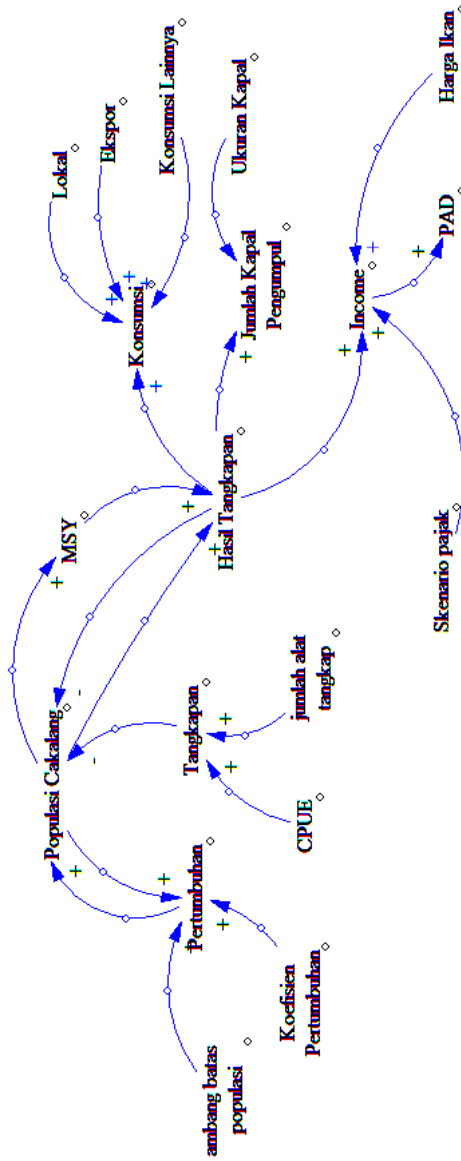 ambang batas
populasi
Koefisien
Pertumbuhan
Pertumbuhan
Populasi Cakalang
CPUE
jumlah alat
tangkap
Tangkapan
MSY
Hasil Tangkapan
Skenario pajak
Konsumsi
Lokal
Ekspor
Konsumsi Lainnya
Ukuran Kapal
Jumlah Kapal
Pengumpul
Income
PAD
Harga Ikan